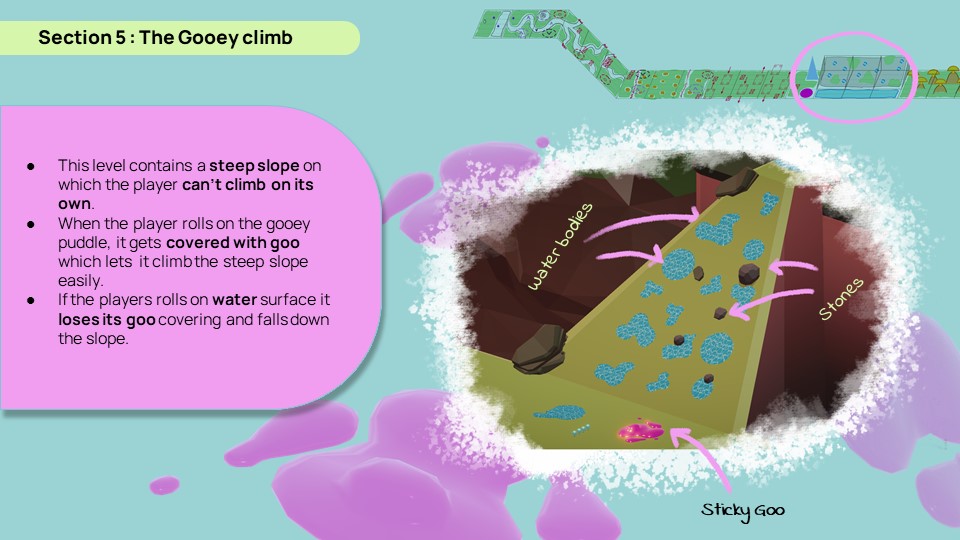 Section 5 : The Gooey climb
● This level contains a steep slope on
which the player can't climb on its
own.
● When the player rolls on the gooey
puddle, it gets covered with goo
which lets it climb the steep slope
easily.
● If the players rolls on water surface it
loses its goo covering and falls down
the slope.
Water bodies
Stones
Sticky Goo